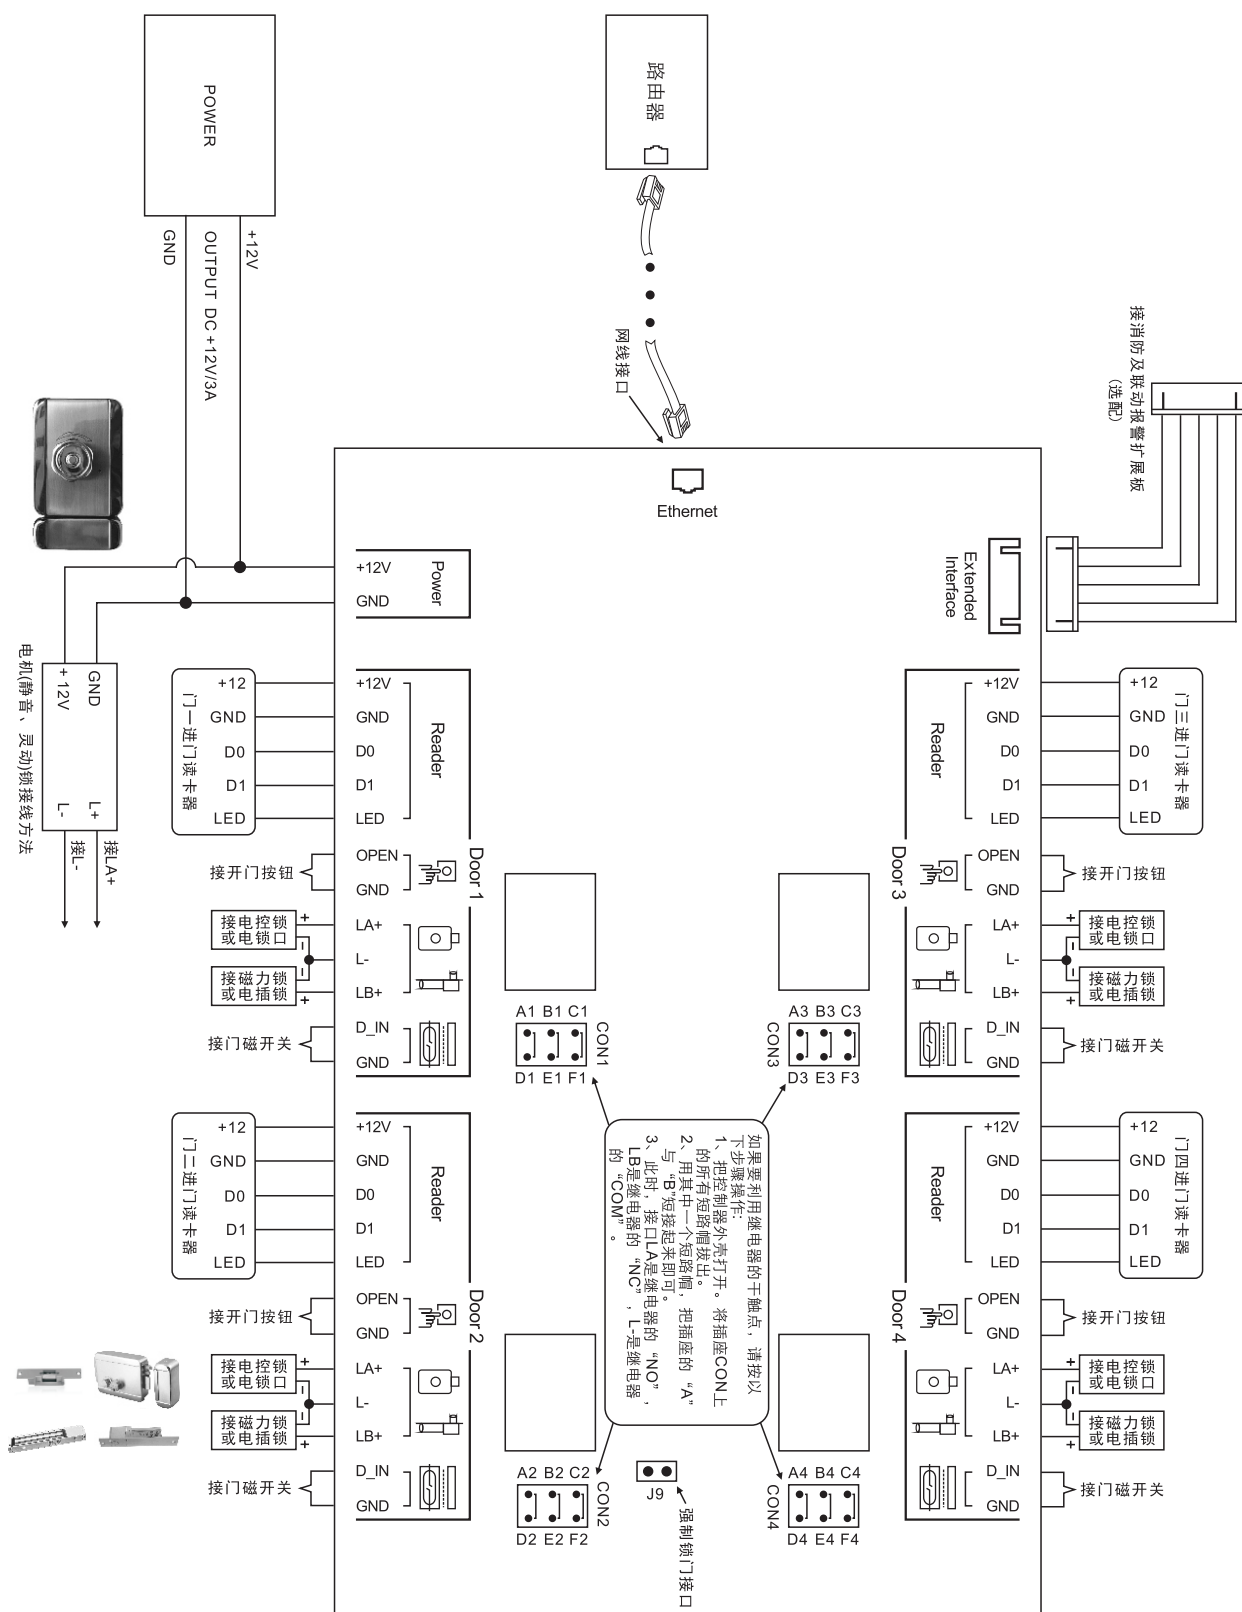 POWER
GND
OUTPUT DC +12V/3A
+12V
路由器
网线接口
接消防及联动报警扩展板
(选配)
Ethernet
+12V
GND
Power
Extended
Interface
电机(静音、灵动)锁接线方法
+12V
GND
L-
L+
接L-
接LA+
门一进门读卡器
+12
GND
D0
D1
LED
+12V
GND
D0
D1
LED
Reader
接开门按钮
OPEN
GND
Door 1
接电控锁
或电锁口
+
-
接磁力锁
或电插锁
-
+
LA+
L-
LB+
接门磁开关
D_IN
GND
Reader
+12V
GND
D0
D1
LED
+12
GND
D0
D1
LED
门三进门读卡器
Door 3
OPEN
GND
接开门按钮
LA+
L-
LB+
+
-
接电控锁
或电锁口
-
+
接磁力锁
或电插锁
D_IN
GND
接门磁开关
A1 B1 C1
CON1
D1 E1 F1
A3 B3 C3
CON3
D3 E3 F3
如果要利用继电器的干触点，请按以
下步骤操作：
1、把控制器外壳打开。将插座CON上
的所有短路帽拔出。
2、用其中一个短路帽，把插座的“A”
与“B”短接起来即可。
3、此时，接口LA是继电器的“NO”，
LB是继电器的“NC”，L-是继电器
的“COM”。
门二进门读卡器
+12
GND
D0
D1
LED
+12V
GND
D0
D1
LED
Reader
接开门按钮
OPEN
GND
Door 2
接电控锁
或电锁口
+
-
接磁力锁
或电插锁
-
+
LA+
L-
LB+
接门磁开关
D_IN
GND
Reader
+12V
GND
D0
D1
LED
+12
GND
D0
D1
LED
门四进门读卡器
Door 4
OPEN
GND
接开门按钮
LA+
L-
LB+
+
-
接电控锁
或电锁口
-
+
接磁力锁
或电插锁
D_IN
GND
接门磁开关
A2 B2 C2
CON2
D2 E2 F2
J9
强制锁门接口
A4 B4 C4
CON4
D4 E4 F4